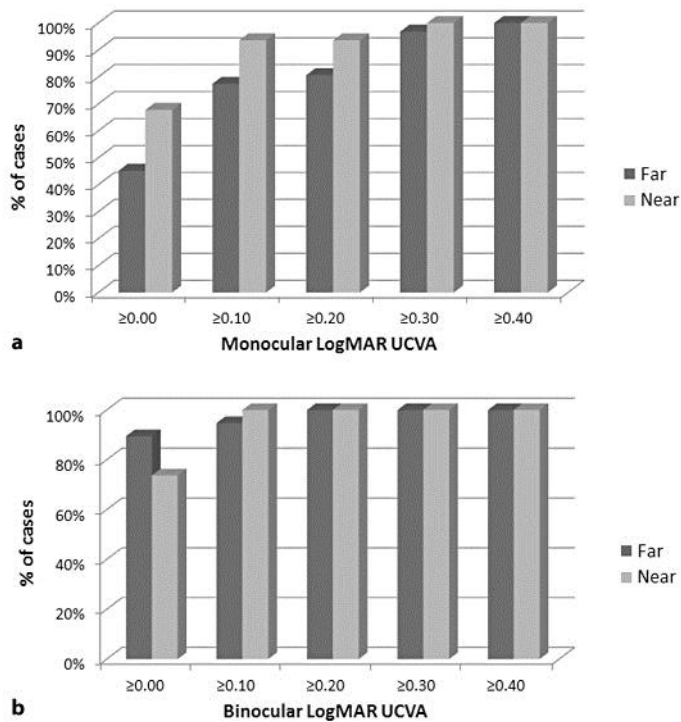 100%
90%
80%
70%
60%
50%
40%
30%
20%
10%
0%
% of cases
≥0.00 ≥0.10 ≥0.20 ≥0.30 ≥0.40
Monocular LogMAR UCVA
Far
Near
a
100%
80%
60%
40%
20%
0%
% of cases
≥0.00 ≥0.10 ≥0.20 ≥0.30 ≥0.40
Binocular LogMAR UCVA
Far
Near
b